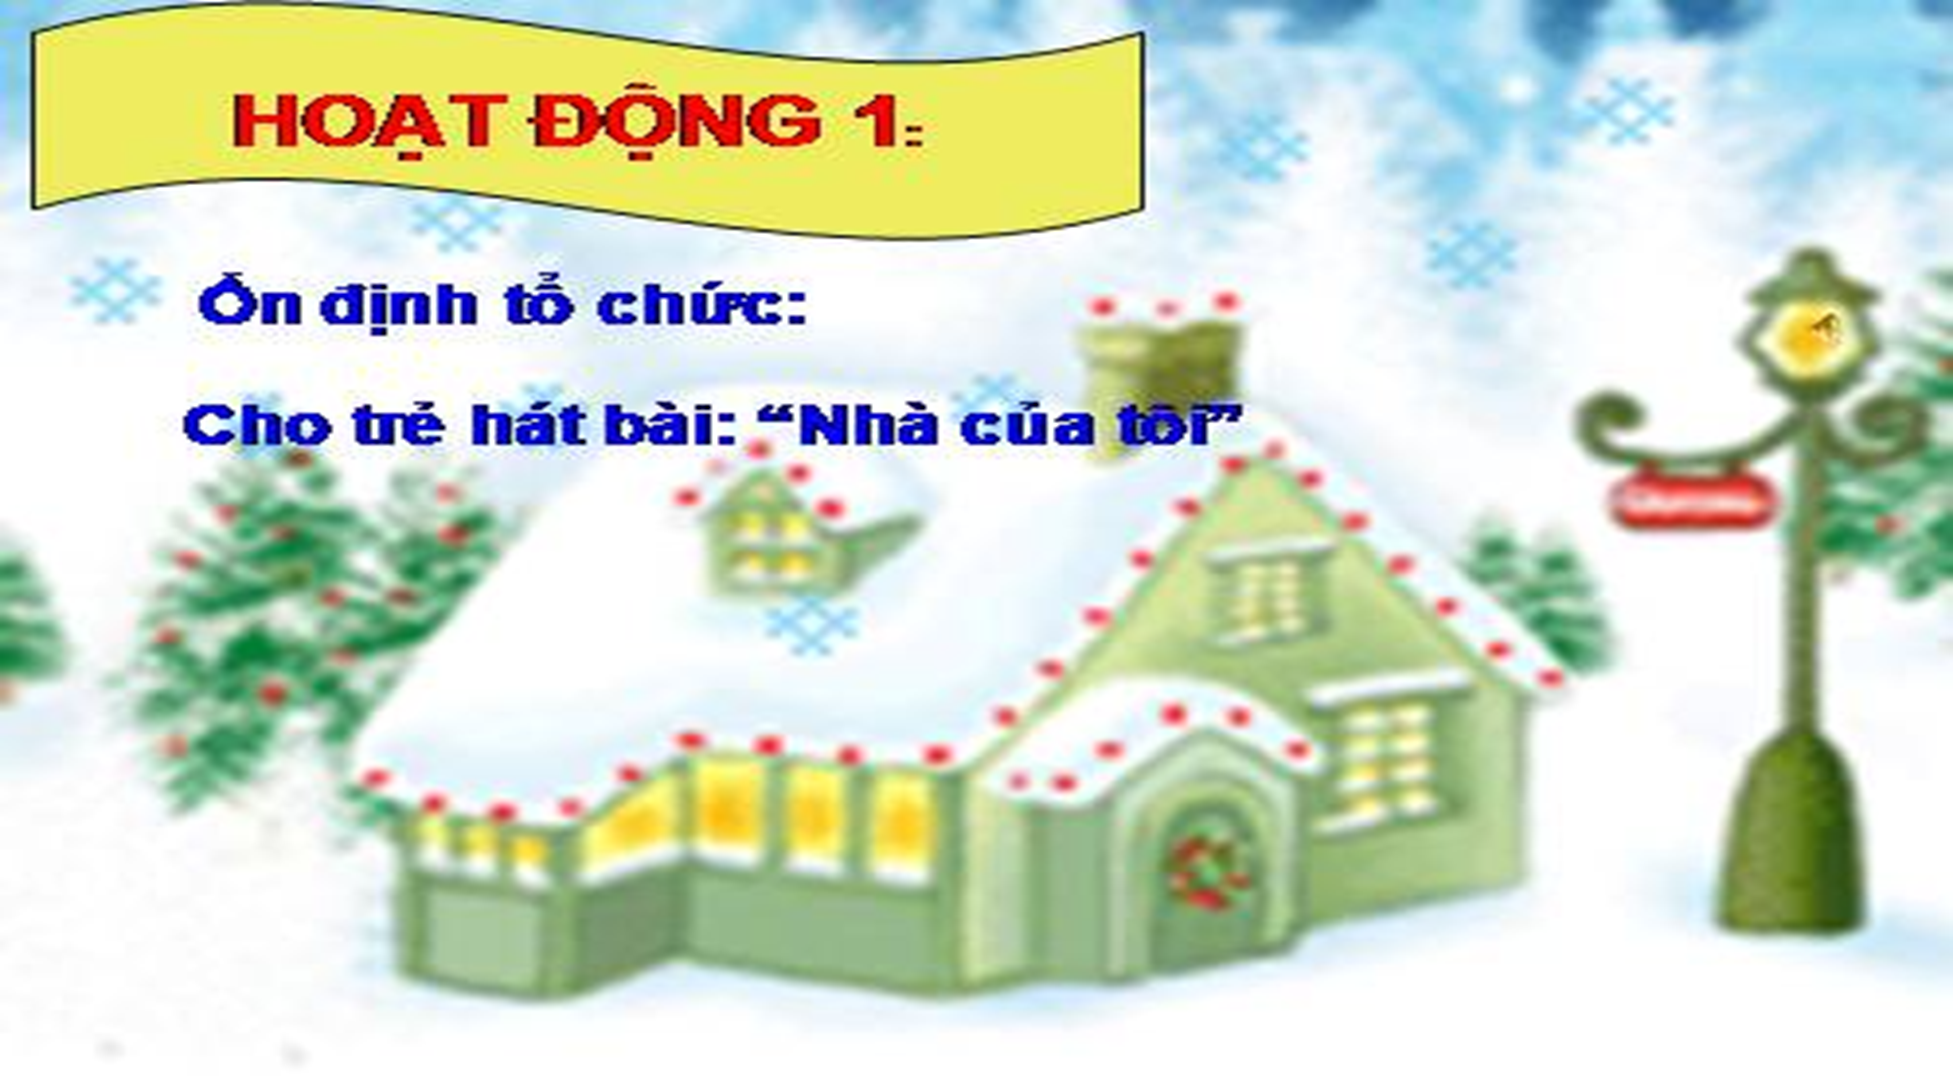 HOẠT ĐỘNG 1:
Ổn định tổ chức:
Cho trẻ hát bài: “Nhà của tôi”